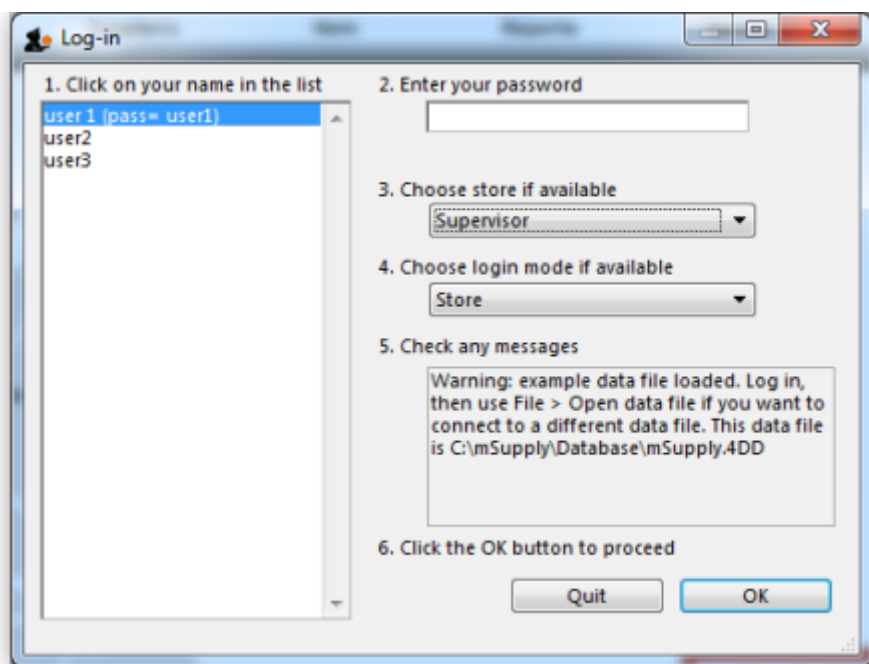 Item
Reports
Log-in
1. Click on your name in the list
user 1 (pass= user1)
user2
user3
2. Enter your password
3. Choose store if available
Supervisor
4. Choose login mode if available
Store
5. Check any messages
Warning: example data file loaded. Log in,
then use File > Open data file if you want to
connect to a different data file. This data file
is C:\mSupply\Database\mSupply.4DD
6. Click the OK button to proceed
Quit
OK